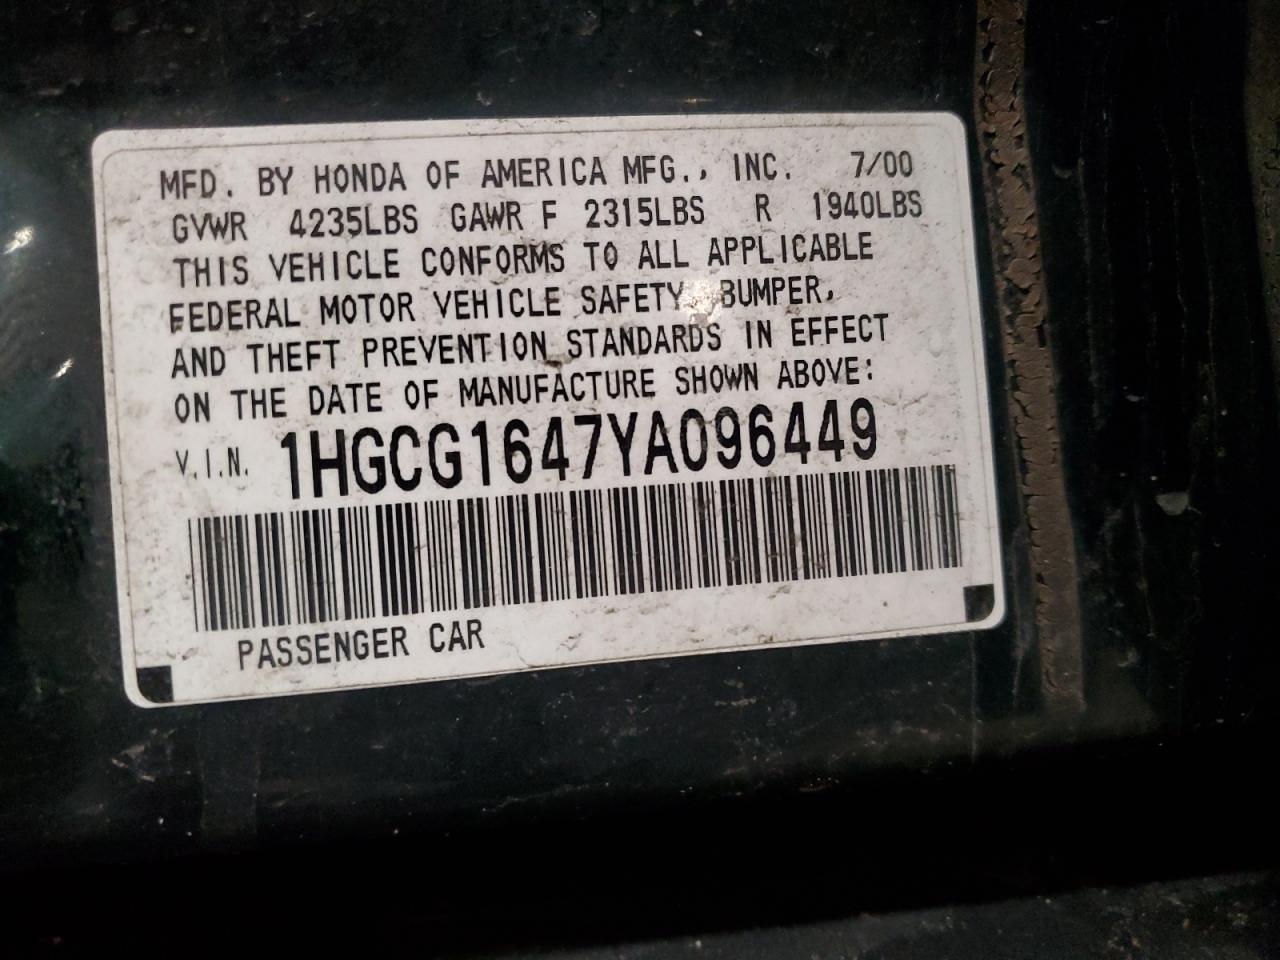 MFD. BY HONDA OF AMERICA MFG., INC. 7/00
GVWR 4235LBS GAWR F 2315LBS R 1940LBS
THIS VEHICLE CONFORMS TO ALL APPLICABLE
FEDERAL MOTOR VEHICLE SAFETY, BUMPER,
AND THEFT PREVENTION STANDARDS IN EFFECT
ON THE DATE OF MANUFACTURE SHOWN ABOVE:
V.I.N. 1HGCG1647YA096449
PASSENGER CAR